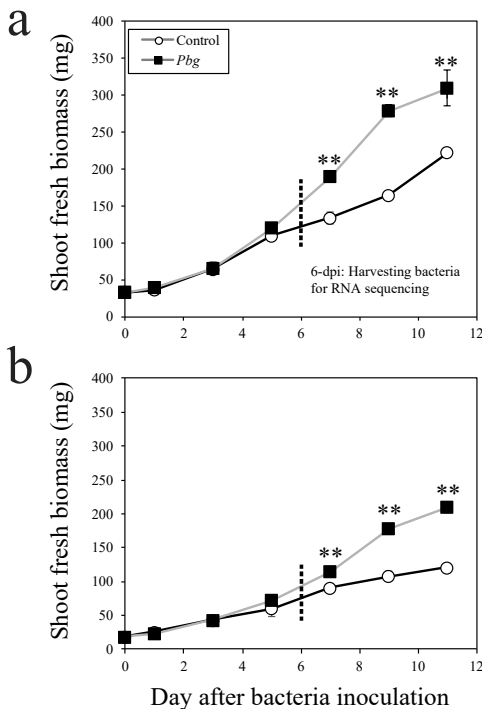 a
Shoot fresh biomass (mg)
400
350
300
250
200
150
100
50
0
Control
Pbg
**
**
**
6-dpi: Harvesting bacteria
for RNA sequencing
0 2 4 6 8 10 12
b
Shoot fresh biomass (mg)
400
350
300
250
200
150
100
50
0
**
**
**
0 2 4 6 8 10 12
Day after bacteria inoculation